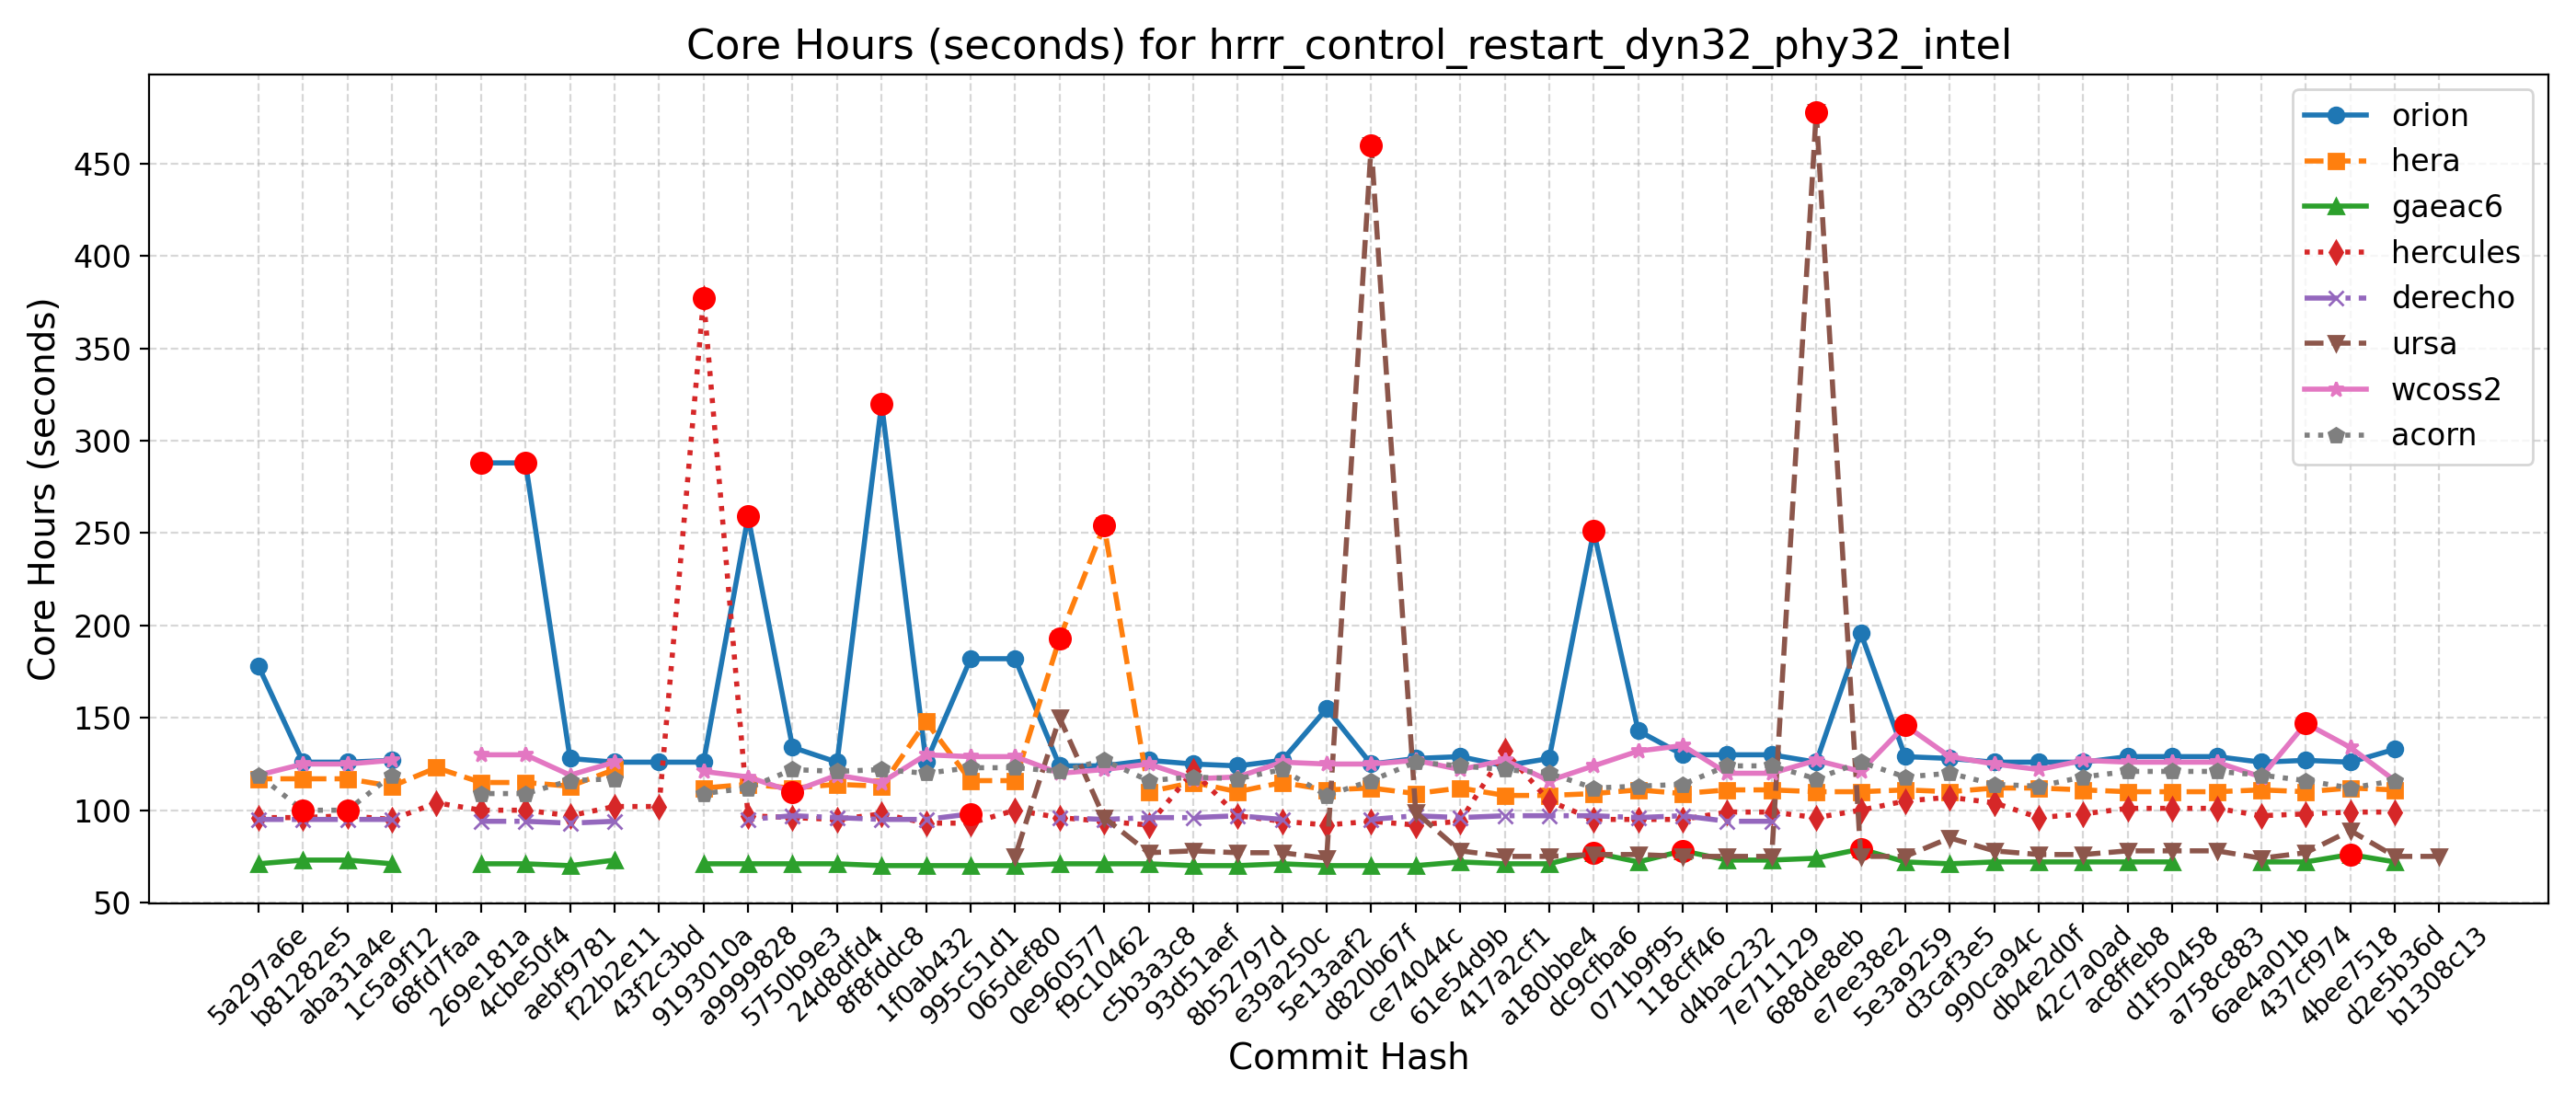 Core Hours (seconds) for hrrr_control_restart_dyn32_phy32_intel
Core Hours (seconds)
450
400
350
300
250
200
150
100
50
orion
hera
gaeac6
hercules
derecho
ursa
wcoss2
acorn
5a297a6e
b81282e5
aba31a4e
1c5a9f12
68fd7faa
269e181a
4cbe50f4
aebf9781
f22b2e11
43f2c3bd
9193010a
a9999828
5750b9e3
24d8dfd4
8f8fddc8
1f0ab432
995c51d1
065def80
0e960577
f9c10462
c5b3a3c8
93d51aef
8b52797d
e39a250c
5e13aaf2
d820b67f
ce74044c
61e54d9b
417a2cf1
a180bbe4
dc9cfba6
071b9f95
118cff46
d4bac232
7e711129
688de8eb
e7ee38e2
5e3a9259
d3caf3e5
990ca94c
db4e2d0f
42c7a0ad
ac8ffeb8
d1f50458
a758c883
6ae4a01b
437cf974
4bee7518
d2e5b36d
b1308c13
Commit Hash